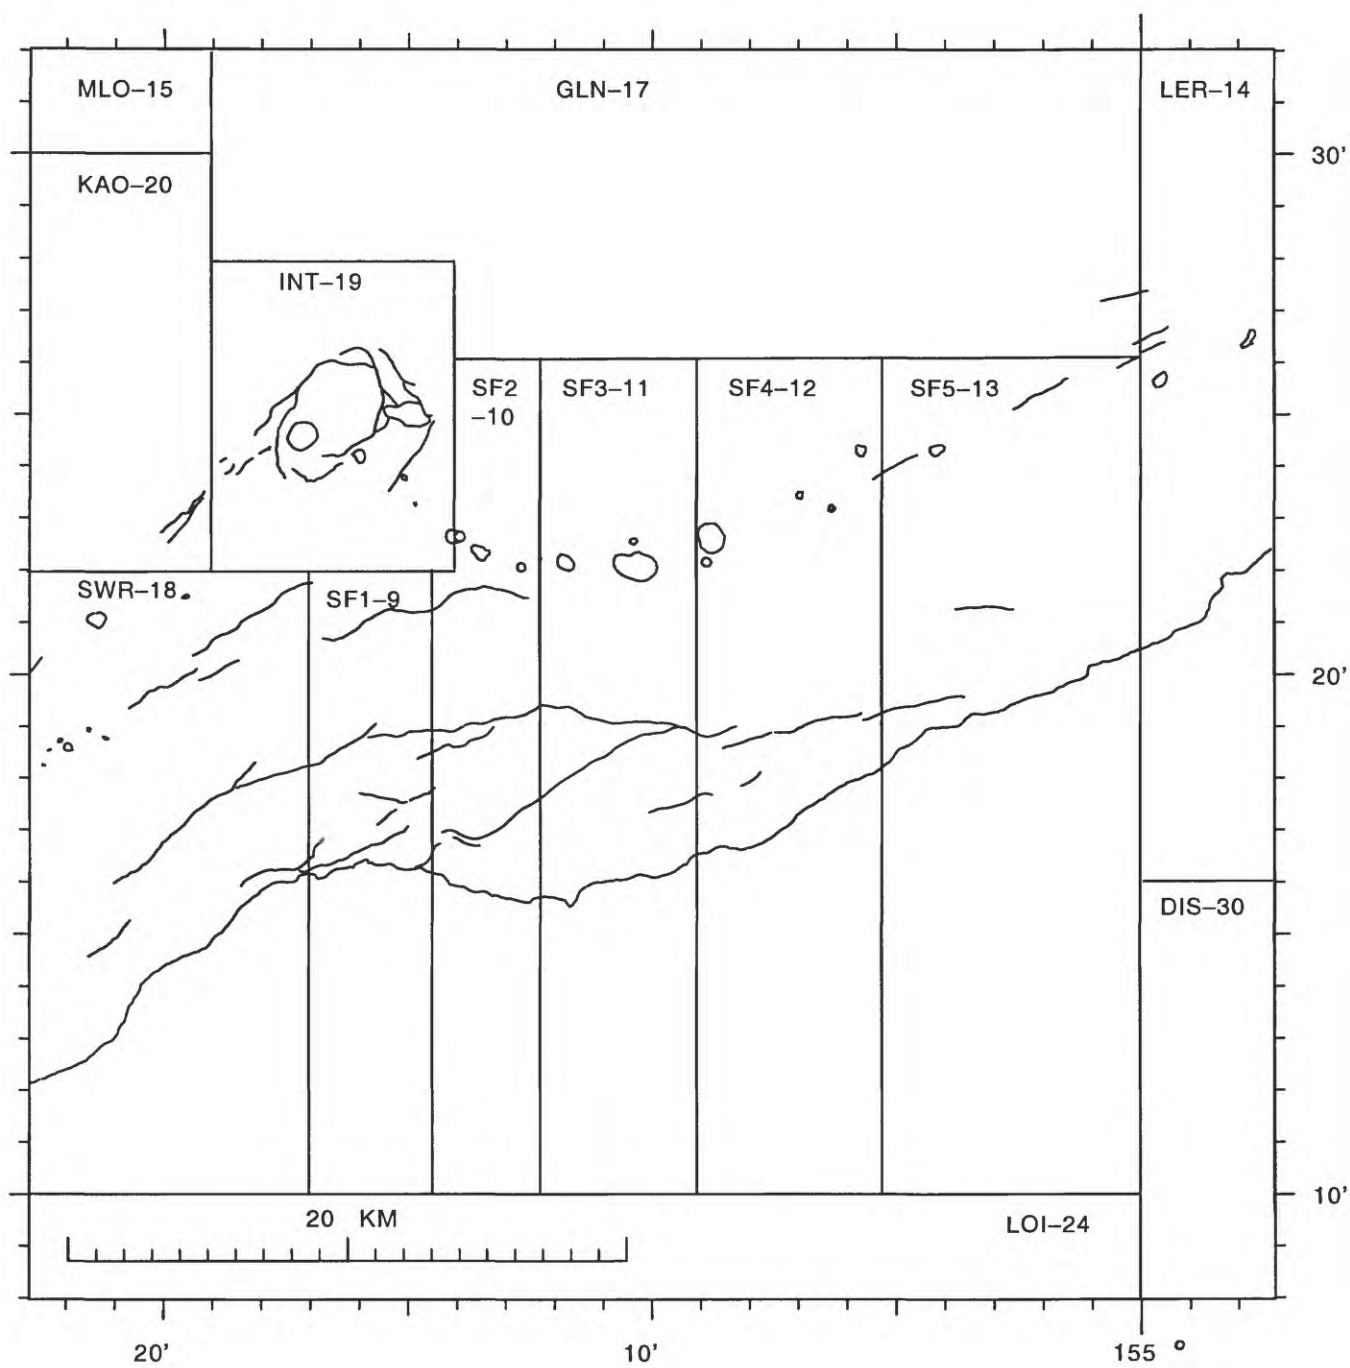 MLO–15
GLN–17
LER–14
30'
KAO–20
INT–19
SF2
–10
SF3–11
SF4–12
SF5–13
SWR–18
SF1–9
20'
DIS–30
10'
20 KM
LOI–24
20'
10'
155 °